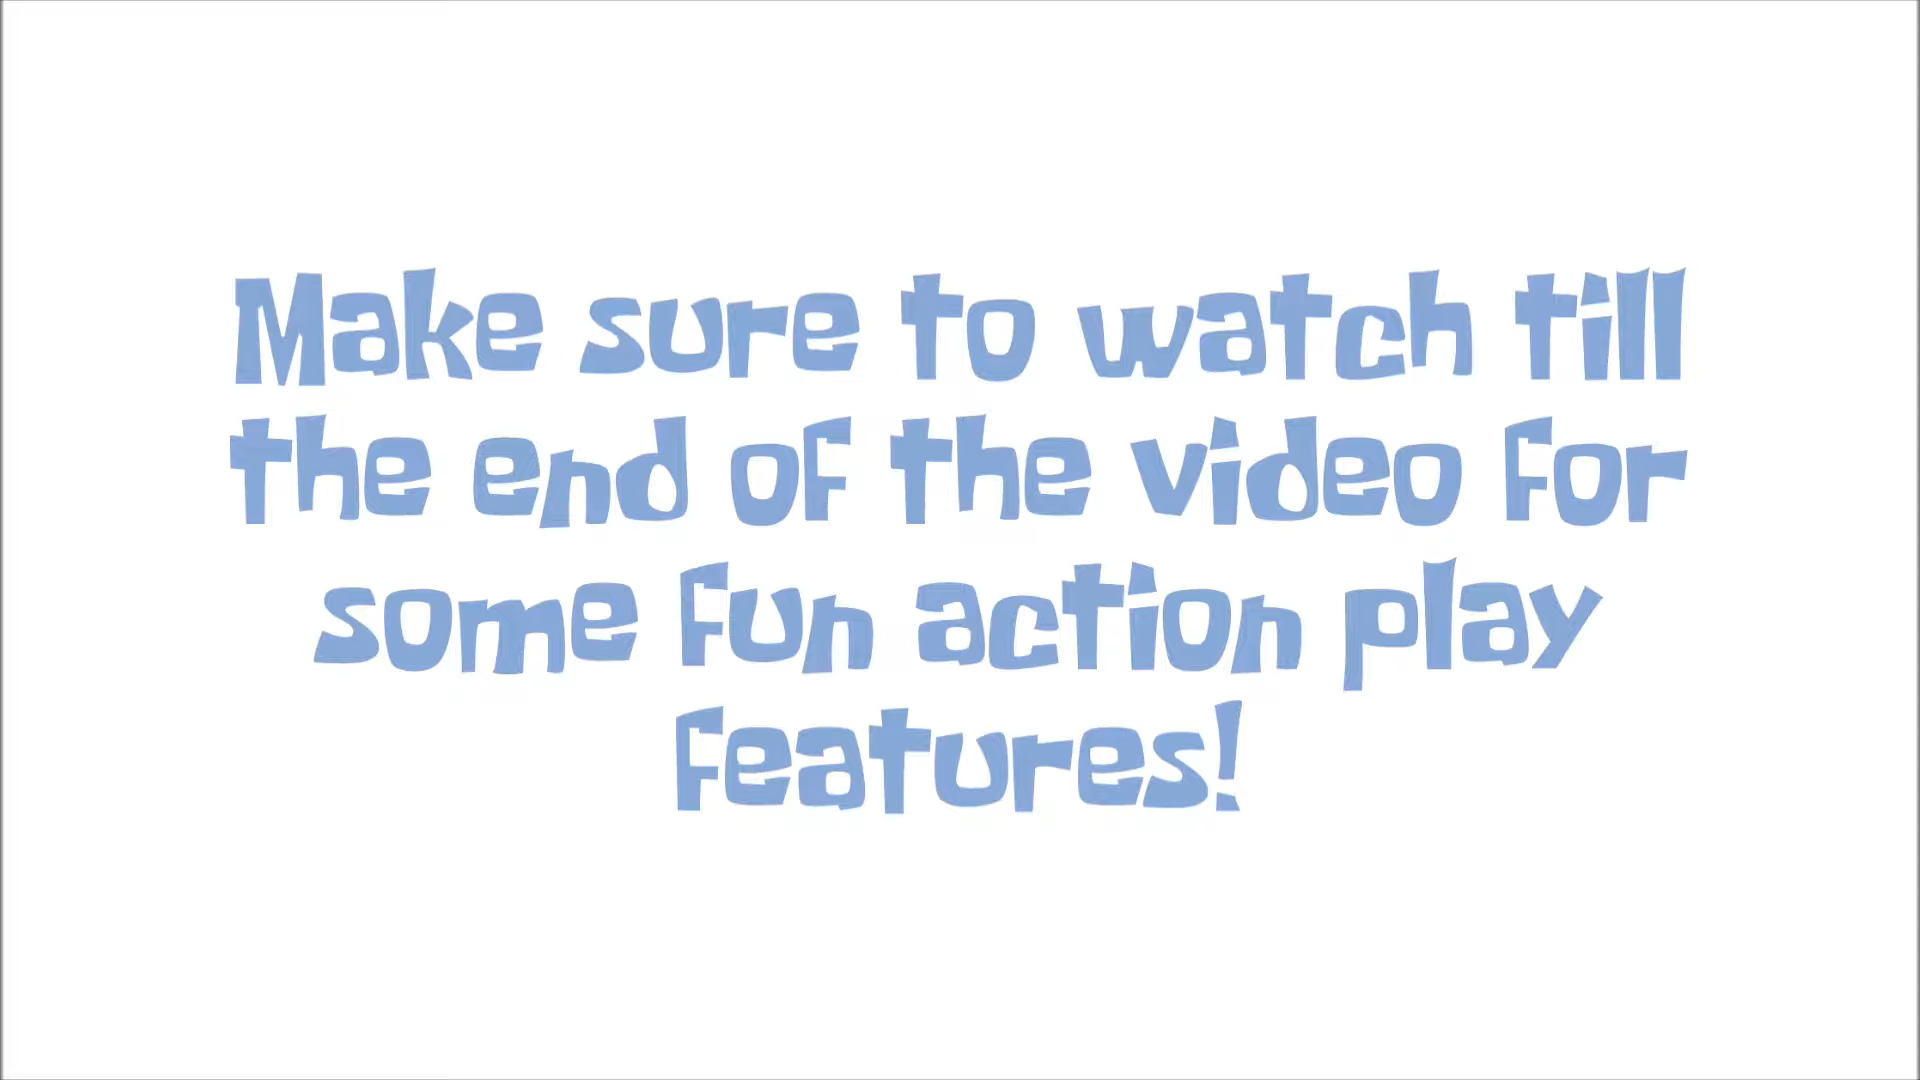 Make sure to watch till
the end of the video for
some fun action play
features!